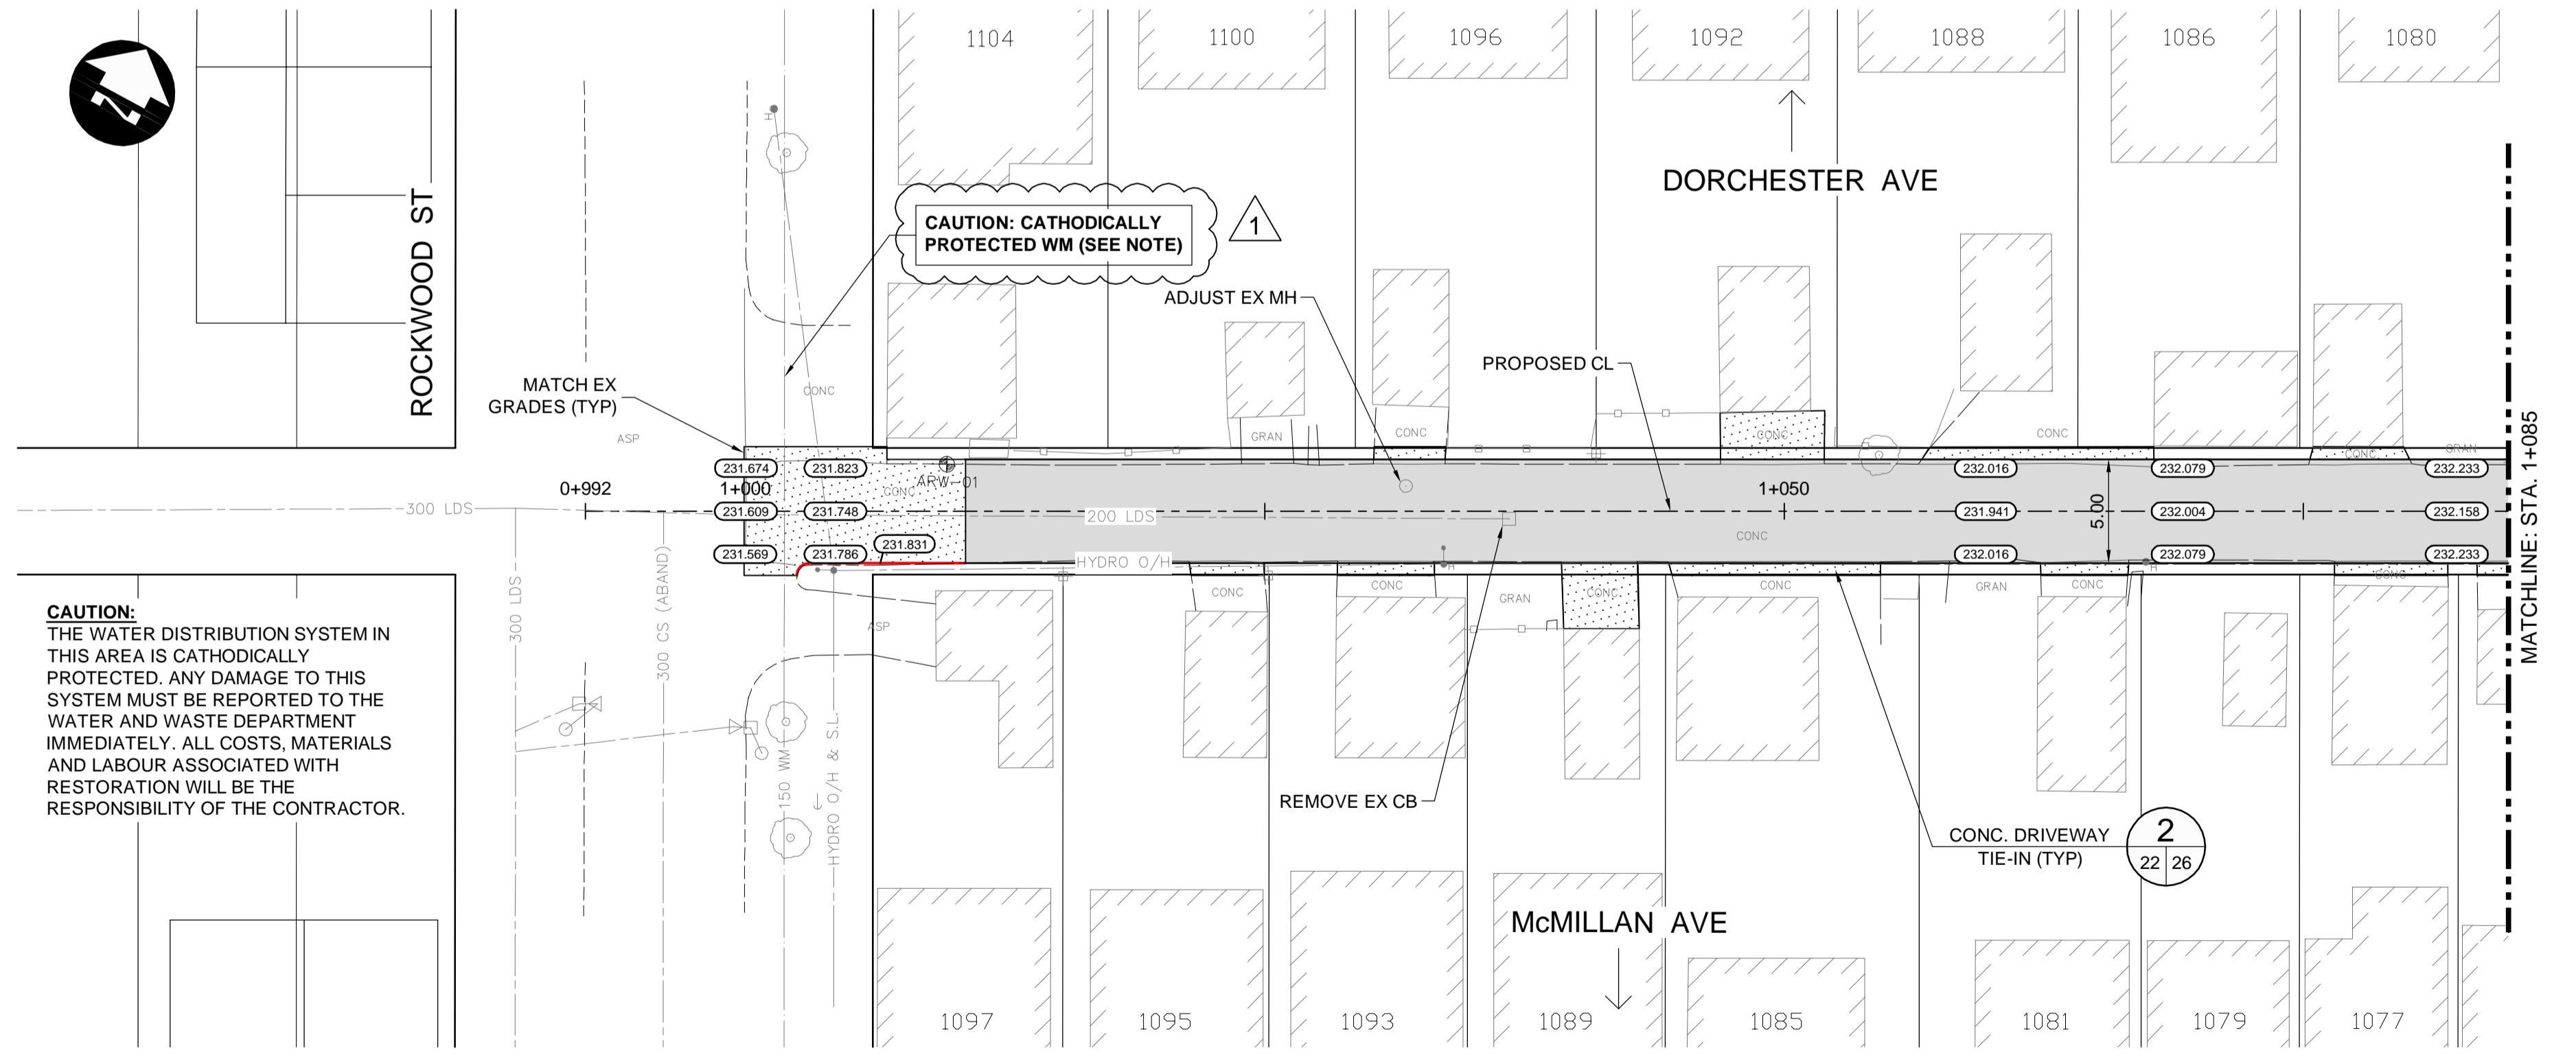 1104
1100
1096
1092
1088
1086
1080
DORCHESTER AVE
ROCKWOOD ST
CAUTION: CATHODICALLY
PROTECTED WM (SEE NOTE)
1
H
ADJUST EX MH
PROPOSED CL
MATCH EX
GRADES (TYP)
CONC
ASP
GRAN
CONC
CONC
CONC
CONC
GRAN
231.674
231.823
232.016
232.079
232.233
0+992
1+000
CONC
ARW-01
1+050
300 LDS
231.609
231.748
200 LDS
231.941
232.004
232.158
5.00
CONC
231.569
231.786
231.831
HYDRO O/H
H
232.016
232.079
232.233
H
MATCHLINE: STA. 1+085
CONC
CONC
GRAN
CONC
CONC
GRAN
CONC
CONC
ASP
300 LDS
300 CS (ABAND)
150 WM
HYDRO O/H & S.L.
CAUTION:
THE WATER DISTRIBUTION SYSTEM IN
THIS AREA IS CATHODICALLY
PROTECTED. ANY DAMAGE TO THIS
SYSTEM MUST BE REPORTED TO THE
WATER AND WASTE DEPARTMENT
IMMEDIATELY. ALL COSTS, MATERIALS
AND LABOUR ASSOCIATED WITH
RESTORATION WILL BE THE
RESPONSIBILITY OF THE CONTRACTOR.
REMOVE EX CB
CONC. DRIVEWAY
TIE-IN (TYP)
2
22 26
McMILLAN AVE
1097
1095
1093
1089
1085
1081
1079
1077